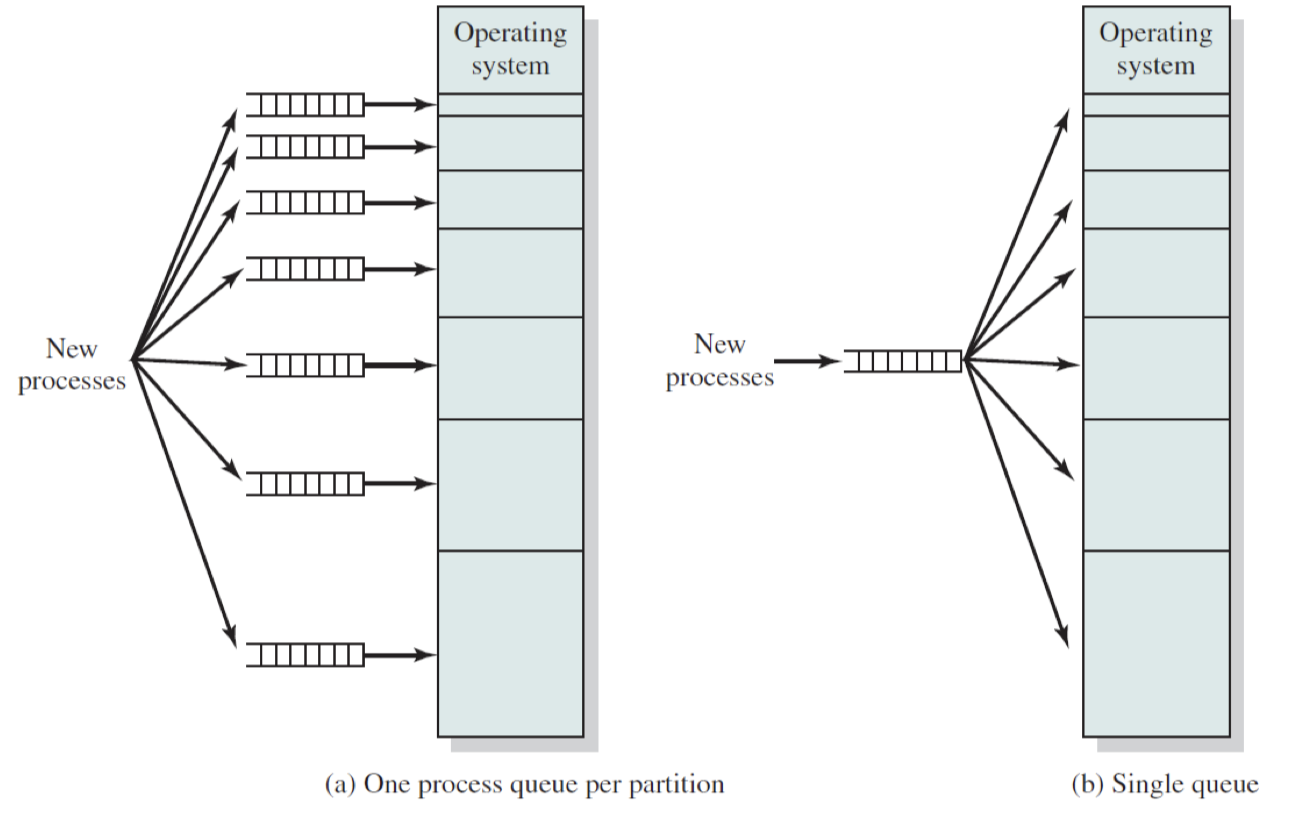 Operating
system
New
processes
(a) One process queue per partition
Operating
system
New
processes
(b) Single queue